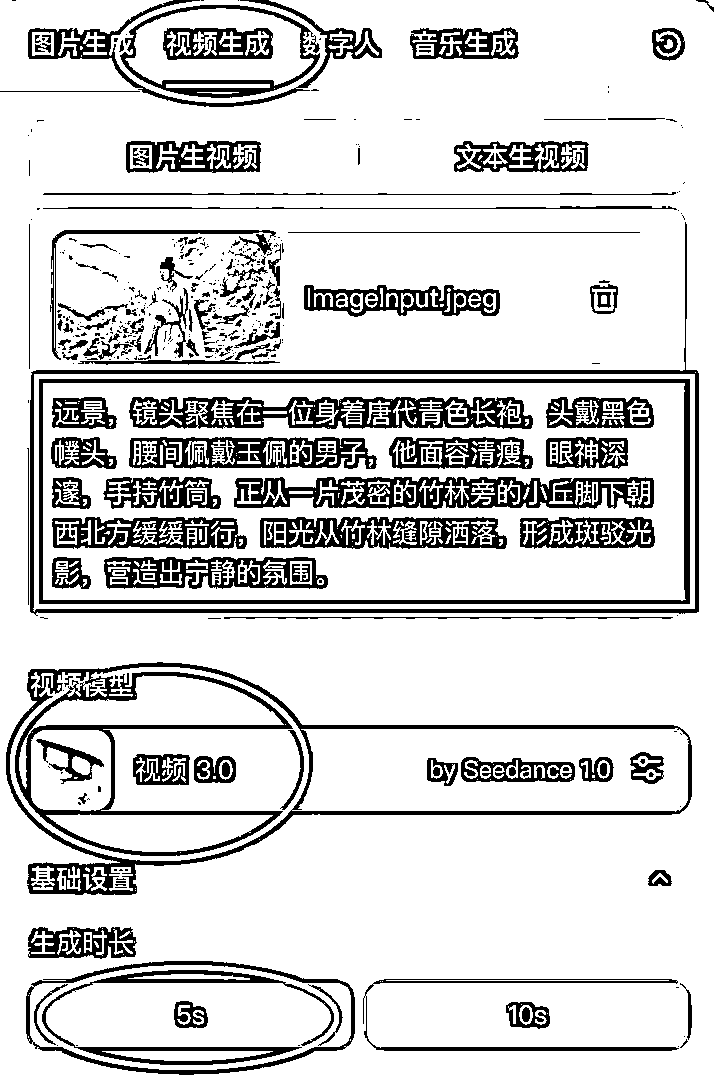 图片生成 视频生成 数字人 音乐生成
图片生视频 文本生视频
ImageInput.jpeg
远景，镜头聚焦在一位身着唐代青色长袍，头戴黑色
幞头，腰间佩戴玉佩的男子，他面容清瘦，眼神深
邃，手持竹筒，正从一片茂密的竹林旁的小丘脚下朝
西北方缓缓前行，阳光从竹林缝隙洒落，形成斑驳光
影，营造出宁静的氛围。
视频模型
视频 3.0 by Seedance 1.0
基础设置
生成时长
5s 10s